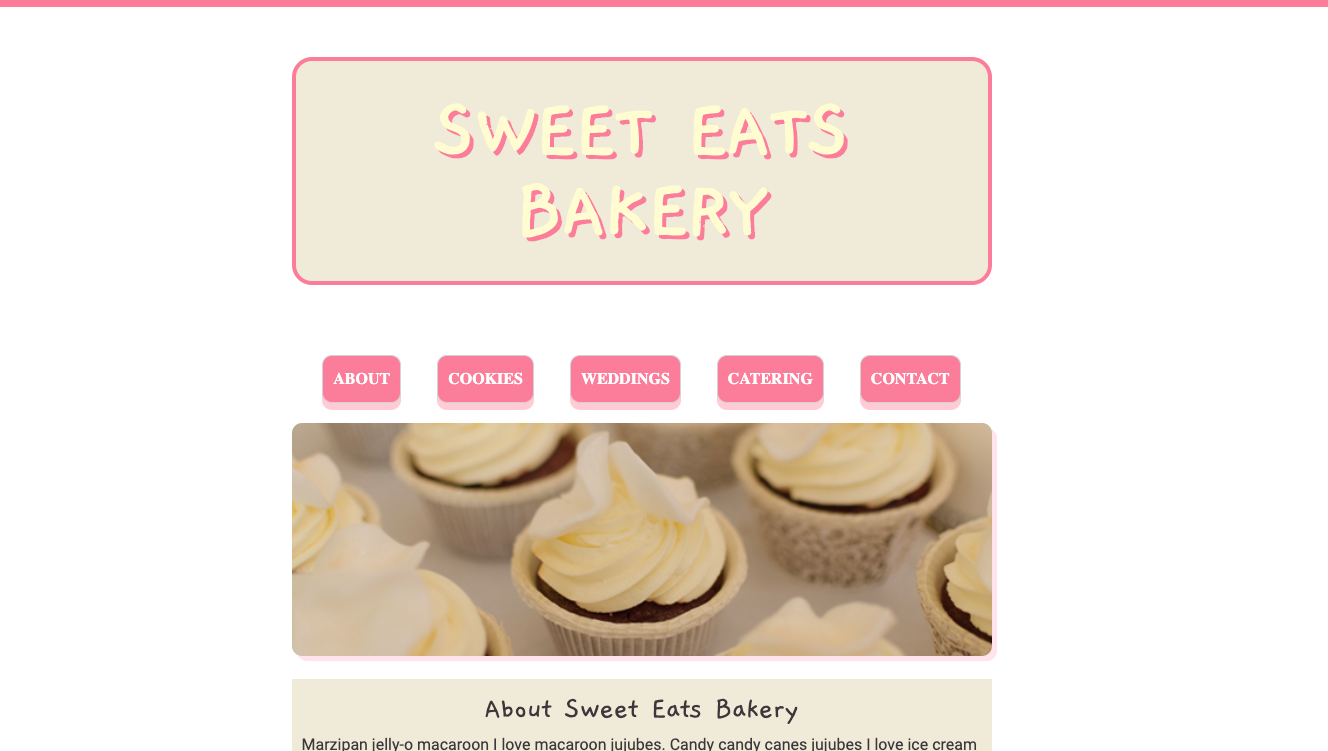 SWEET EATS
BAKERY
ABOUT COOKIES WEDDINGS CATERING CONTACT
About Sweet Eats Bakery
Marzipan jelly-o macaroon I love macaroon jujubes. Candy candy canes jujubes I love ice cream